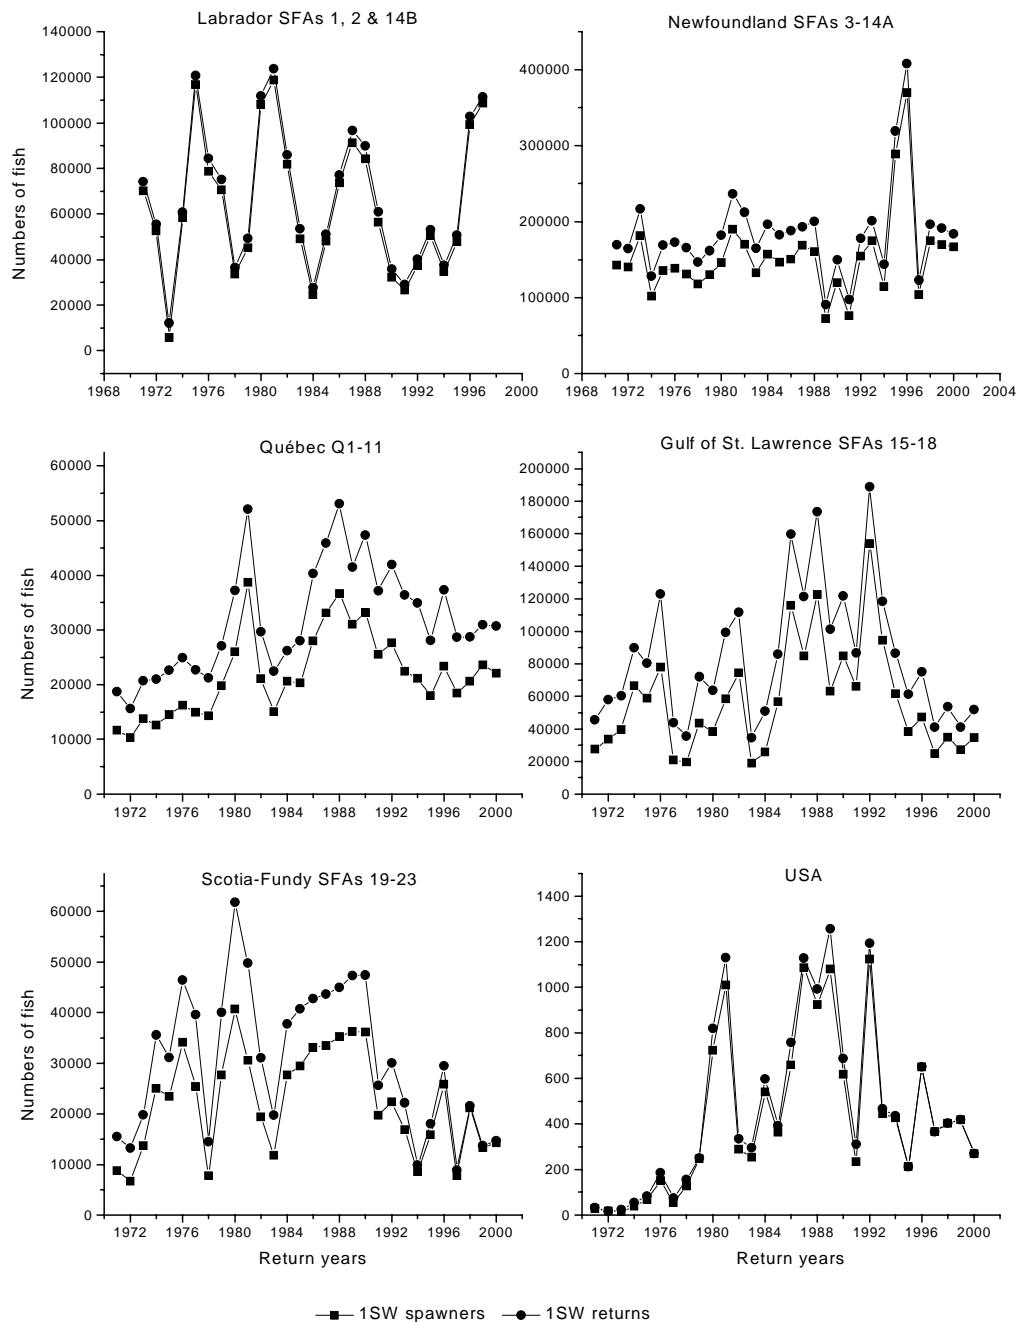 Labrador SFAs 1, 2 & 14B
Numbers of fish
140000
120000
100000
80000
60000
40000
20000
0
1968 1972 1976 1980 1984 1988 1992 1996 2000
Newfoundland SFAs 3-14A
400000
300000
200000
100000
0
1968 1972 1976 1980 1984 1988 1992 1996 2000 2004
Québec Q1-11
Numbers of fish
60000
50000
40000
30000
20000
10000
0
1972 1976 1980 1984 1988 1992 1996 2000
Gulf of St. Lawrence SFAs 15-18
200000
180000
160000
140000
120000
100000
80000
60000
40000
20000
0
1972 1976 1980 1984 1988 1992 1996 2000
Scotia-Fundy SFAs 19-23
Numbers of fish
60000
50000
40000
30000
20000
10000
0
1972 1976 1980 1984 1988 1992 1996 2000
Return years
USA
1400
1200
1000
800
600
400
200
0
1972 1976 1980 1984 1988 1992 1996 2000
Return years
1SW spawners 1SW returns